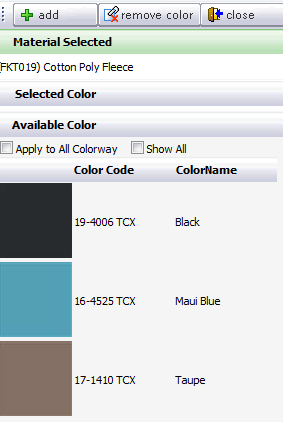 add remove color close
Material Selected
(FKT019) Cotton Poly Fleece
Selected Color
Available Color
Apply to All Colorway Show All
Color Code ColorName
19-4006 TCX Black
16-4525 TCX Maui Blue
17-1410 TCX Taupe